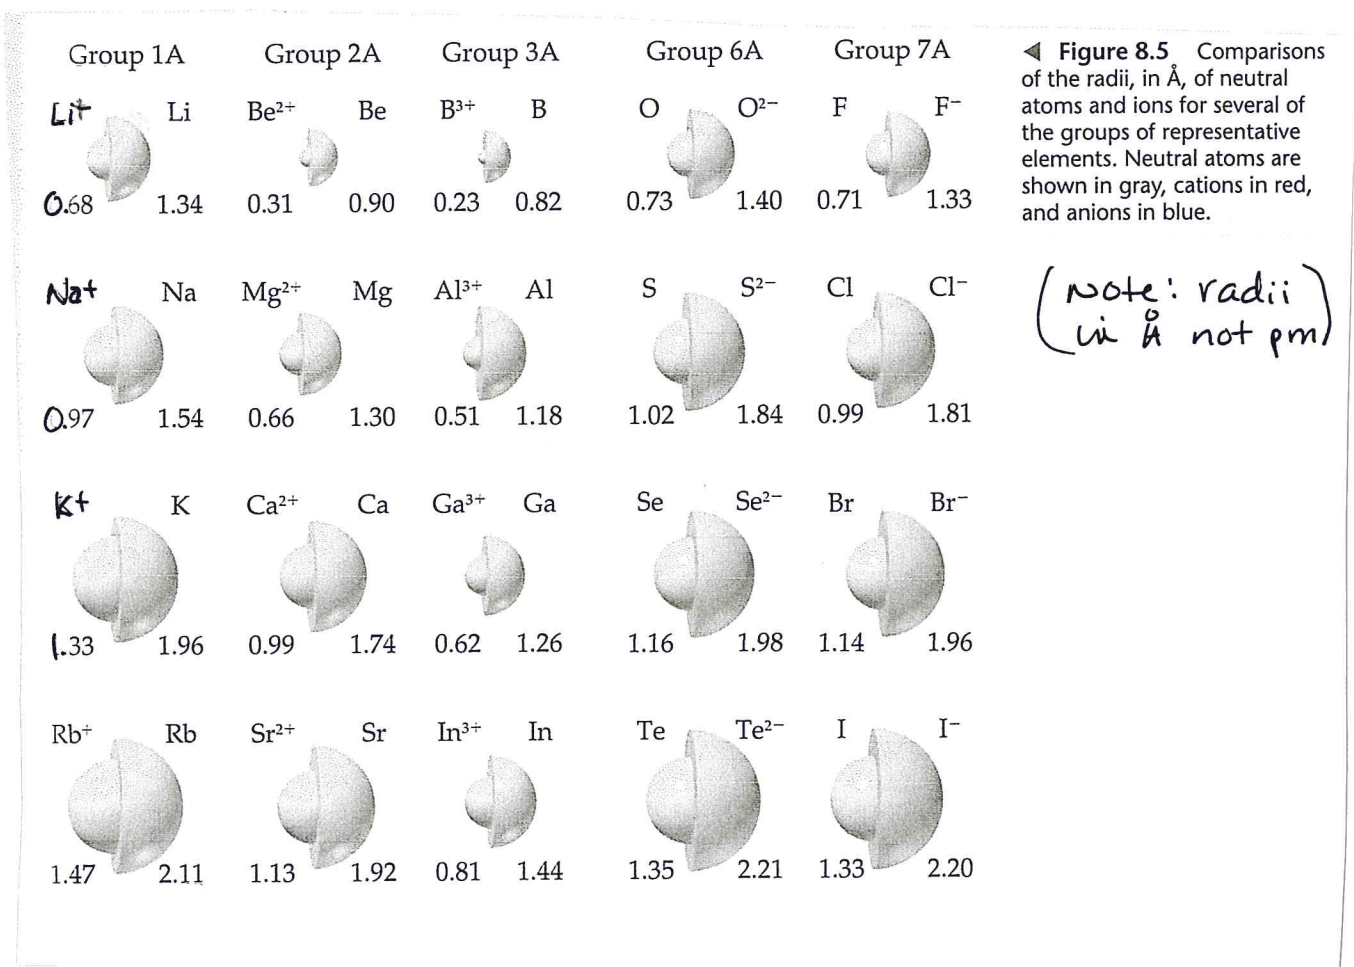 Group 1A Group 2A Group 3A Group 6A Group 7A
Li+ Li Be²⁺ Be B³⁺ B O O²⁻ F F⁻
0.68 1.34 0.31 0.90 0.23 0.82 0.73 1.40 0.71 1.33
Na+ Na Mg²⁺ Mg Al³⁺ Al S S²⁻ Cl Cl⁻
0.97 1.54 0.66 1.30 0.51 1.18 1.02 1.84 0.99 1.81
K+ K Ca²⁺ Ca Ga³⁺ Ga Se Se²⁻ Br Br⁻
1.33 1.96 0.99 1.74 0.62 1.26 1.16 1.98 1.14 1.96
Rb⁺ Rb Sr²⁺ Sr In³⁺ In Te Te²⁻ I I⁻
1.47 2.11 1.13 1.92 0.81 1.44 1.35 2.21 1.33 2.20
◀ Figure 8.5 Comparisons
of the radii, in Å, of neutral
atoms and ions for several of
the groups of representative
elements. Neutral atoms are
shown in gray, cations in red,
and anions in blue.
(Note: radii
in Å not pm)